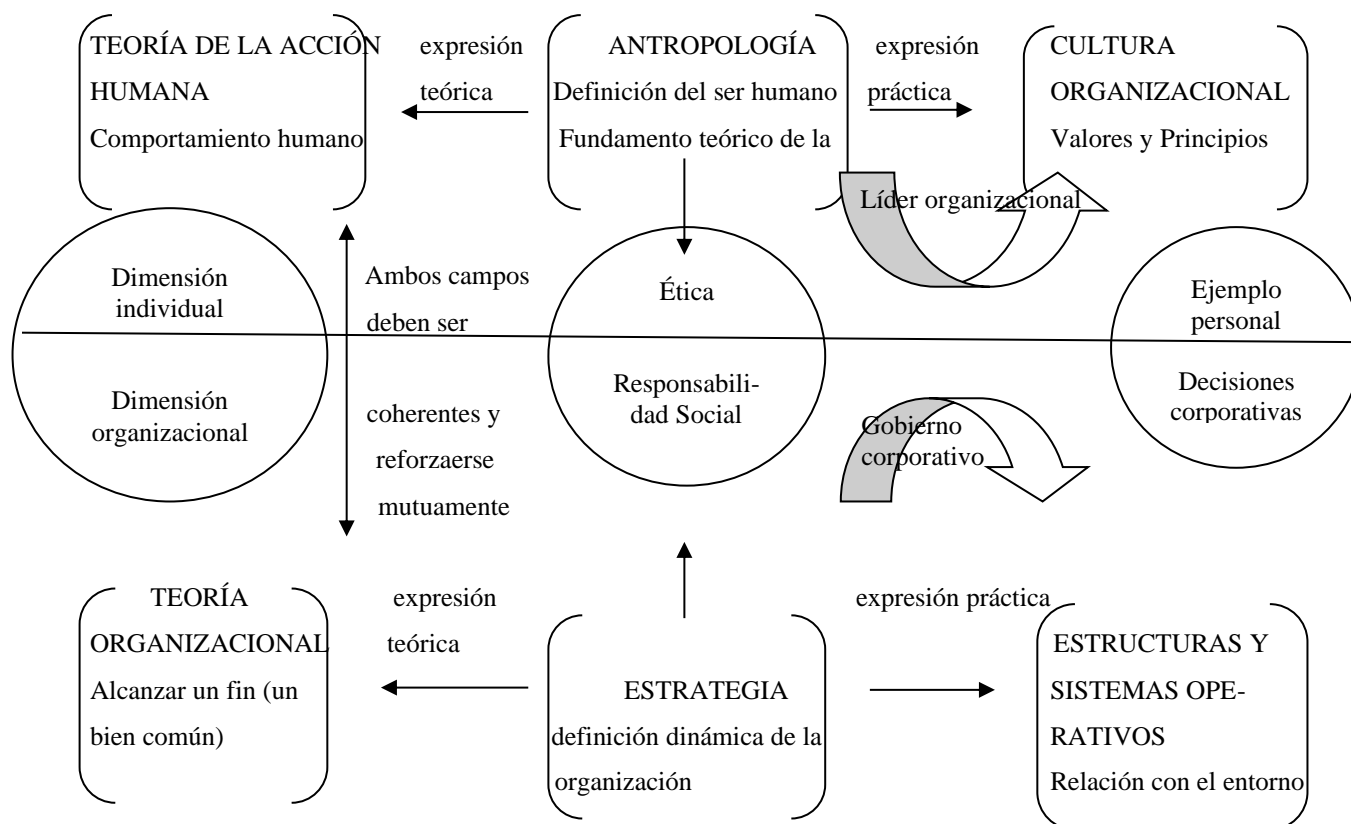 TEORÍA DE LA ACCIÓN
HUMANA
Comportamiento humano
expresión
teórica
ANTROPOLOGÍA
Definición del ser humano
Fundamento teórico de la
expresión
práctica
CULTURA
ORGANIZACIONAL
Valores y Principios
Líder organizacional
Dimensión
individual
Ambos campos
deben ser
Ética
Ejemplo
personal
Dimensión
organizacional
coherentes y
reforzaerse
mutuamente
Responsabili-
dad Social
Gobierno
corporativo
Decisiones
corporativas
TEORÍA
ORGANIZACIONAL
Alcanzar un fin (un
bien común)
expresión
teórica
ESTRATEGIA
definición dinámica de la
organización
expresión práctica
ESTRUCTURAS Y
SISTEMAS OPE-
RATIVOS
Relación con el entorno